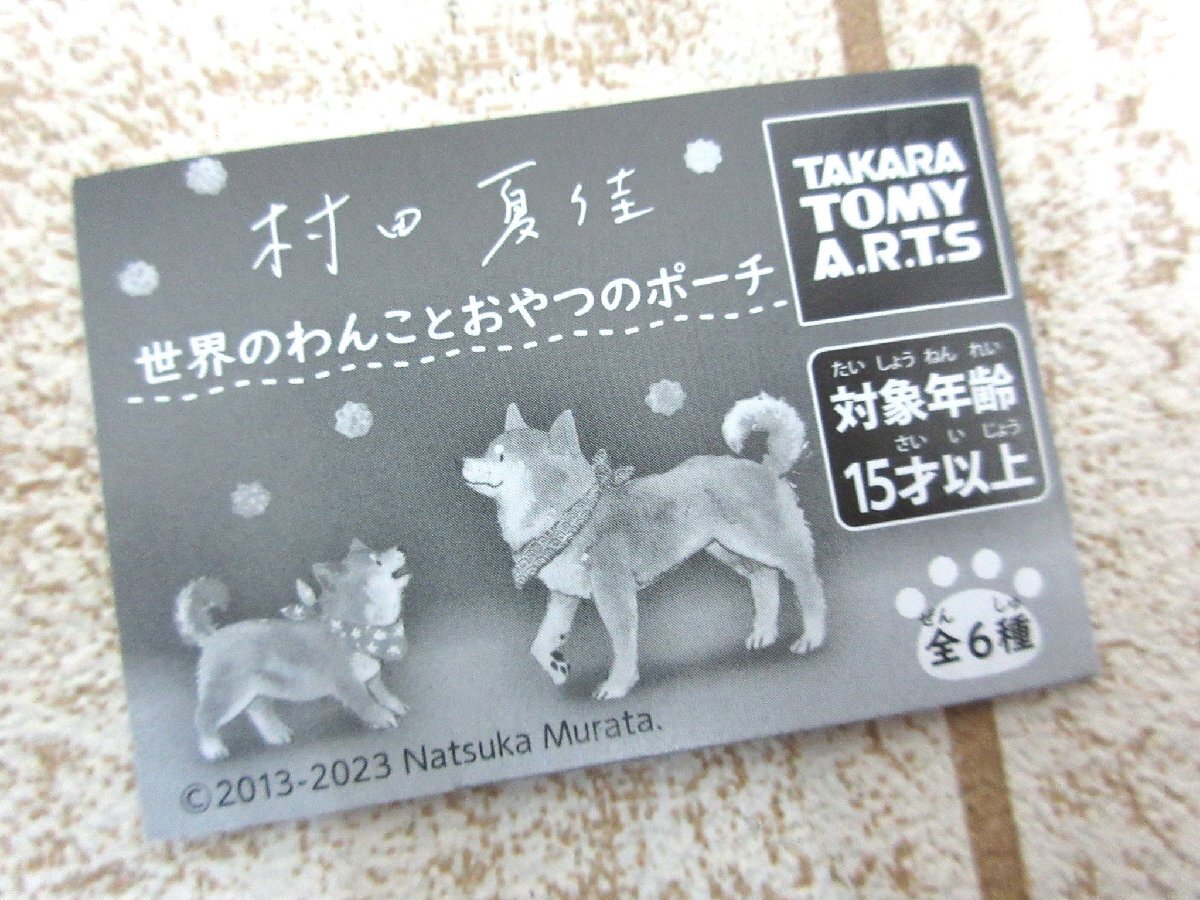 村田 夏佳
世界のわんことおやつのポーチ
TAKARA
TOMY
A.R.T.S
たい しょう ねん れい
対象年齢
さい い じょう
15才以上
ぜん しゅ
全6種
©2013-2023 Natsuka Murata.